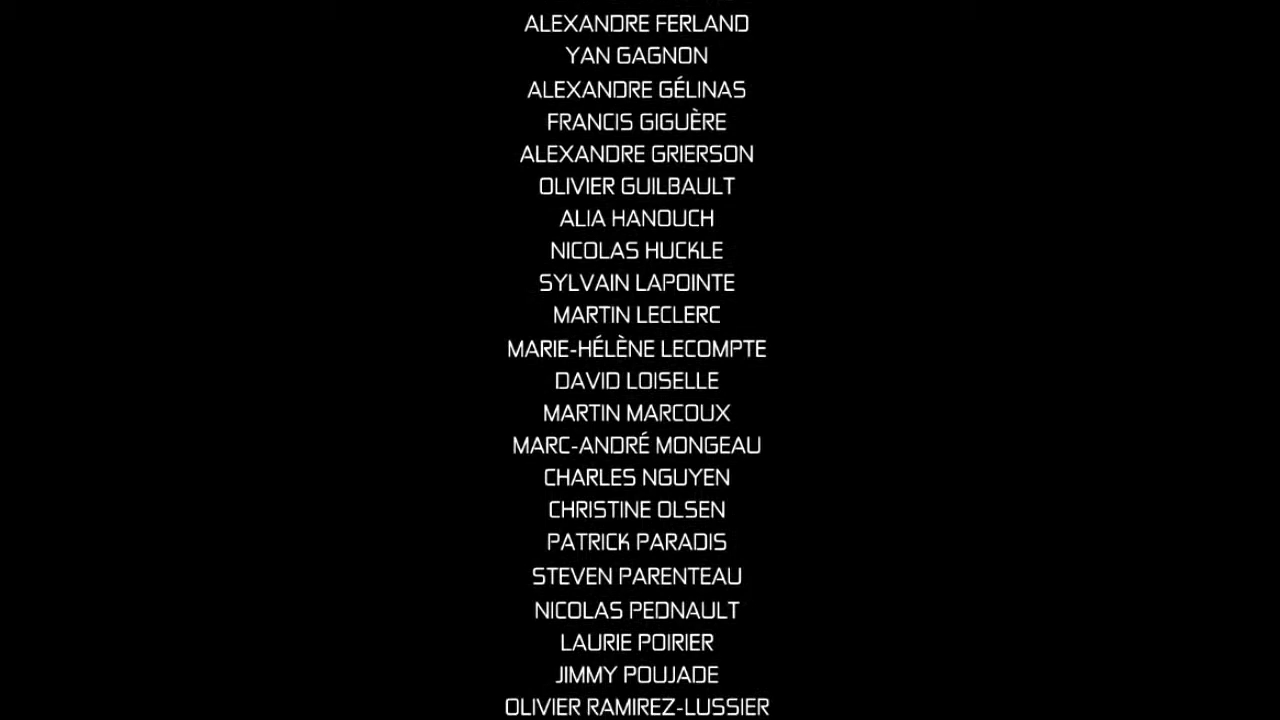 ALEXANDRE FERLAND
YAN GAGNON
ALEXANDRE GÉLINAS
FRANCIS GIGUÈRE
ALEXANDRE GRIERSON
OLIVIER GUILBAULT
ALIA HANOUCH
NICOLAS HUCKLE
SYLVAIN LAPOINTE
MARTIN LECLERC
MARIE-HÉLÈNE LECOMPTE
DAVID LOISELLE
MARTIN MARCOUX
MARC-ANDRÉ MONGEAU
CHARLES NGUYEN
CHRISTINE OLSEN
PATRICK PARADIS
STEVEN PARENTEAU
NICOLAS PEDNAULT
LAURIE POIRIER
JIMMY POUJADE
OLIVIER RAMIREZ-LUSSIER